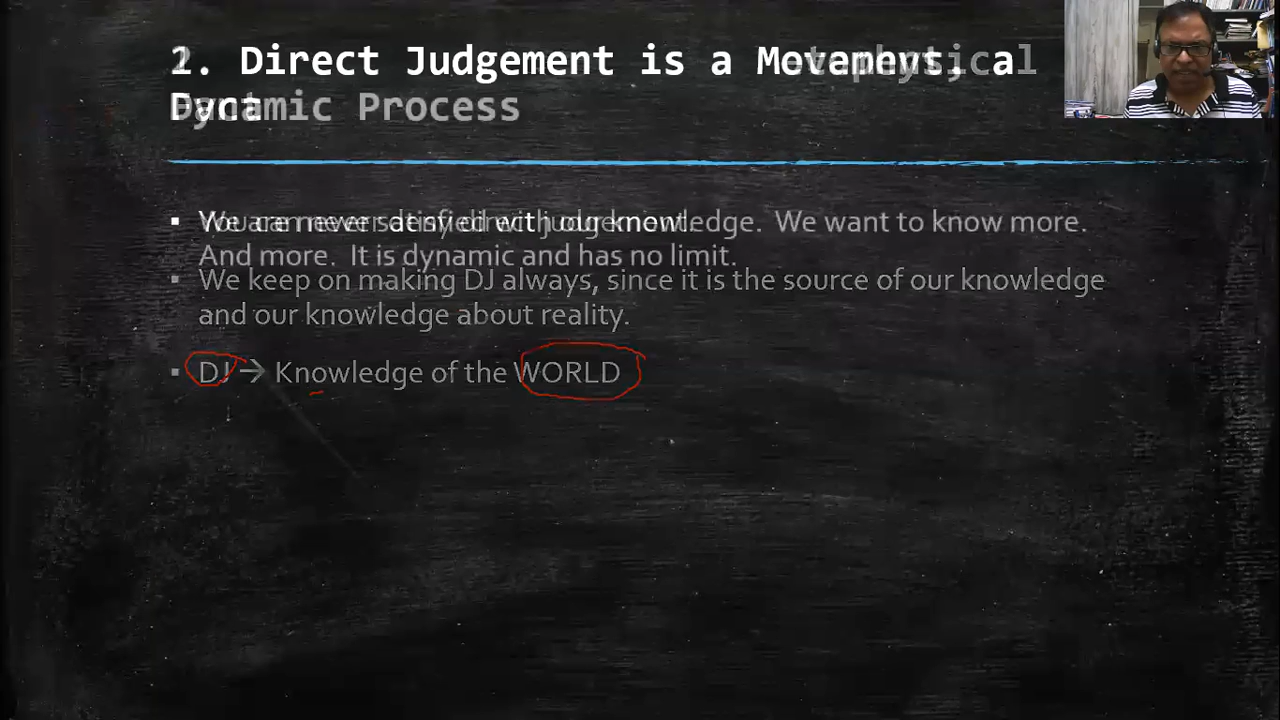 2. Direct Judgement is a Movement, a
Dynamic Process
▪ We are never satisfied with our knowledge. We want to know more.
And more. It is dynamic and has no limit.
▪ We keep on making DJ always, since it is the source of our knowledge
and our knowledge about reality.
▪ DJ → Knowledge of the WORLD